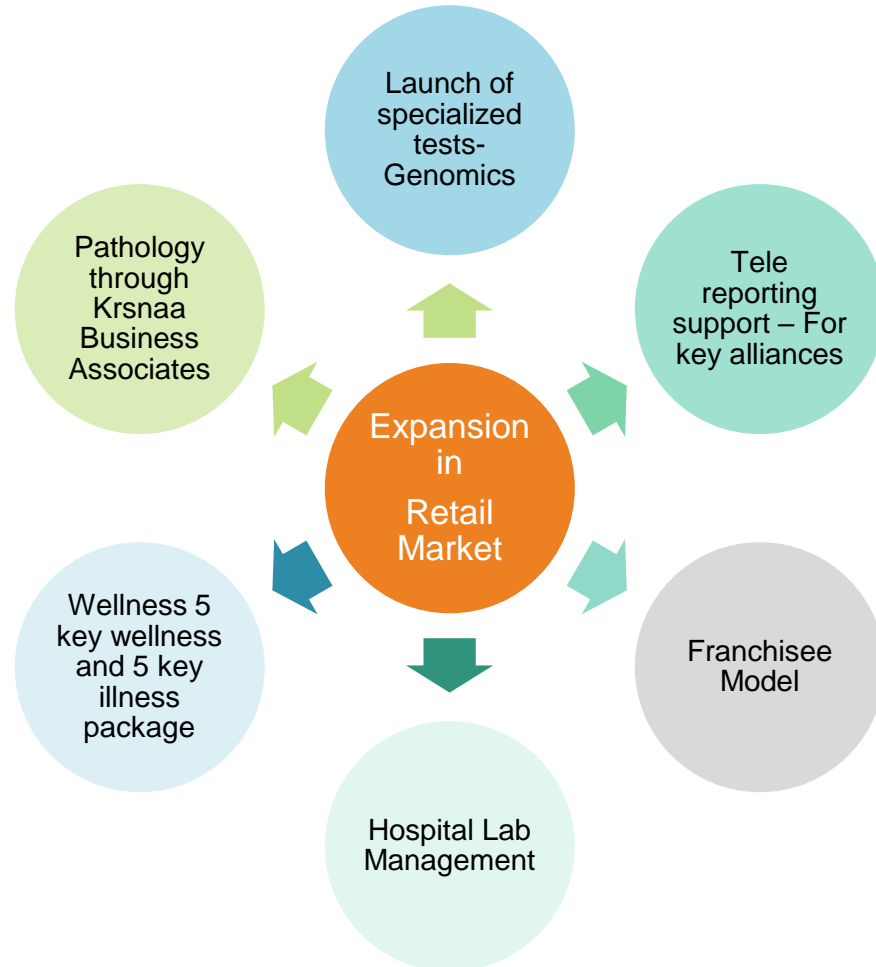 Launch of
specialized
tests-
Genomics
Pathology
through
Krsnaa
Business
Associates
Tele
reporting
support – For
key alliances
Expansion
in
Retail
Market
Wellness 5
key wellness
and 5 key
illness
package
Franchisee
Model
Hospital Lab
Management